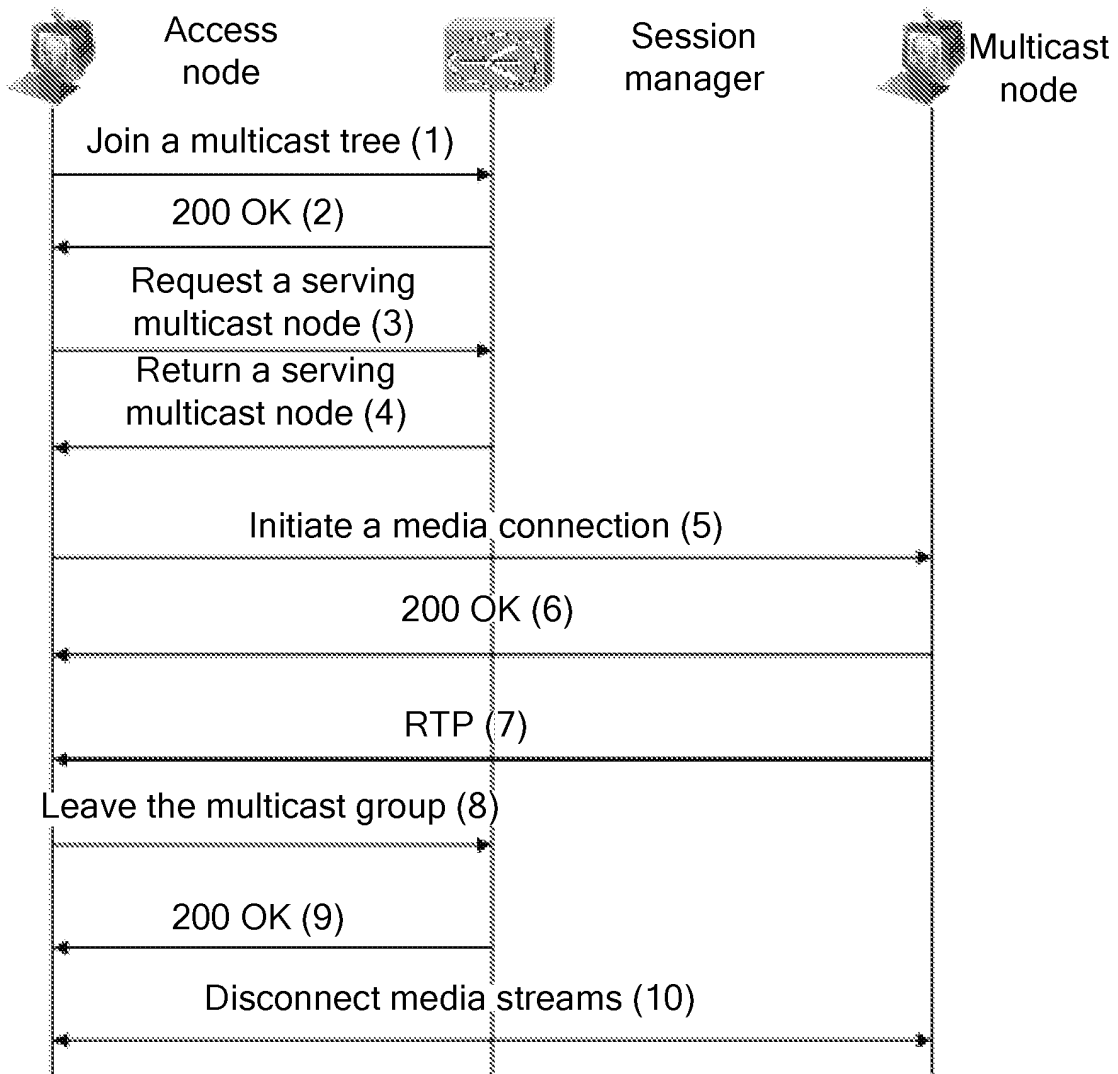 Access
node
Session
manager
Multicast
node
Join a multicast tree (1)
200 OK (2)
Request a serving
multicast node (3)
Return a serving
multicast node (4)
Initiate a media connection (5)
200 OK (6)
RTP (7)
Leave the multicast group (8)
200 OK (9)
Disconnect media streams (10)